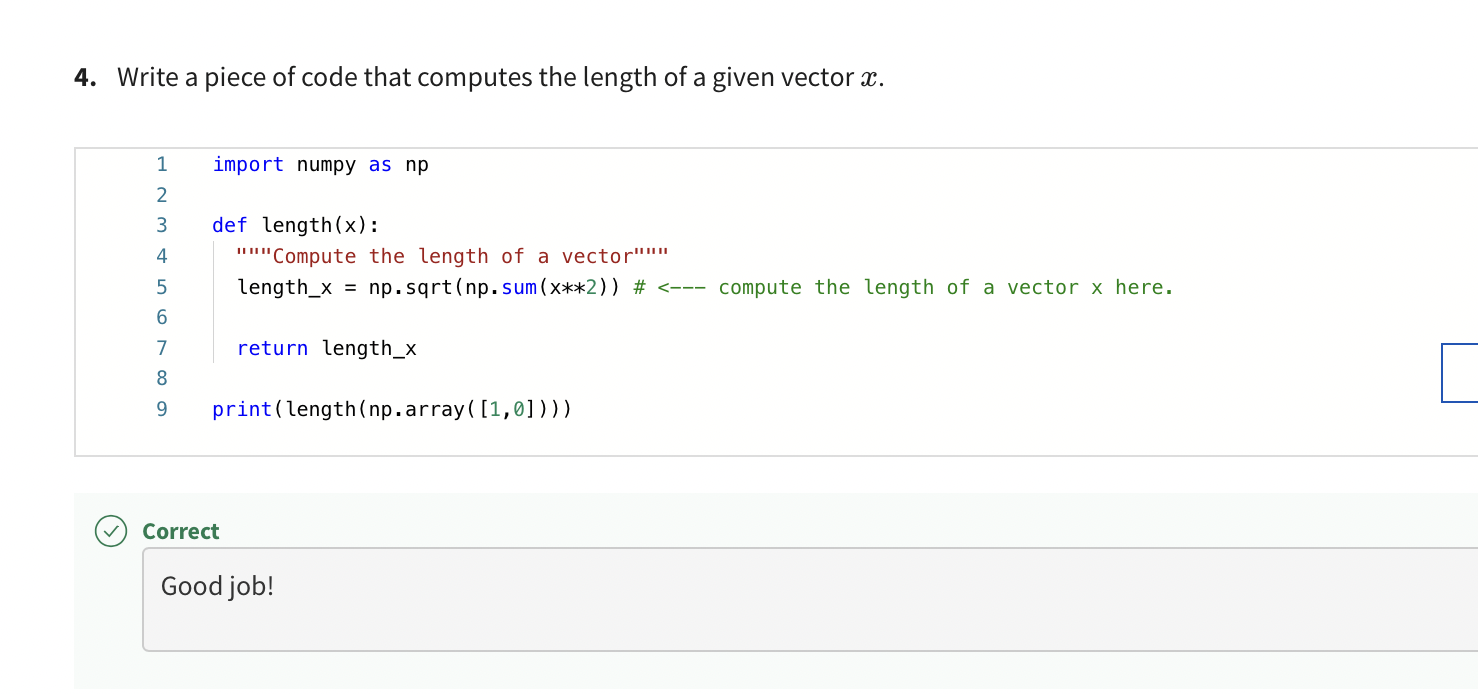 4. Write a piece of code that computes the length of a given vector x.
1 import numpy as np
2
3 def length(x):
4 """Compute the length of a vector"""
5 length_x = np.sqrt(np.sum(x**2)) # <--- compute the length of a vector x here.
6
7 return length_x
8
9 print(length(np.array([1,0])))
Correct
Good job!